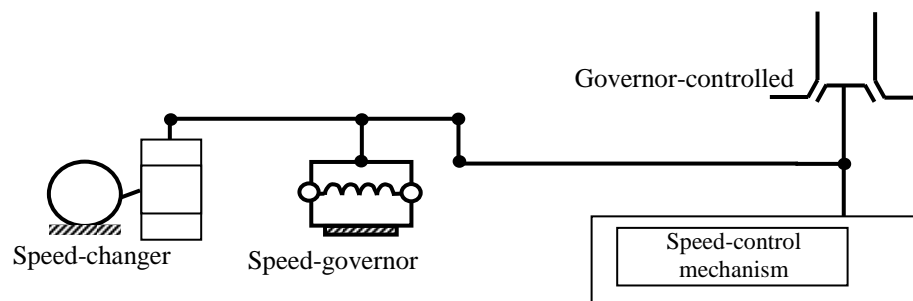 Governor-controlled
Speed-changer
Speed-governor
Speed-control
mechanism